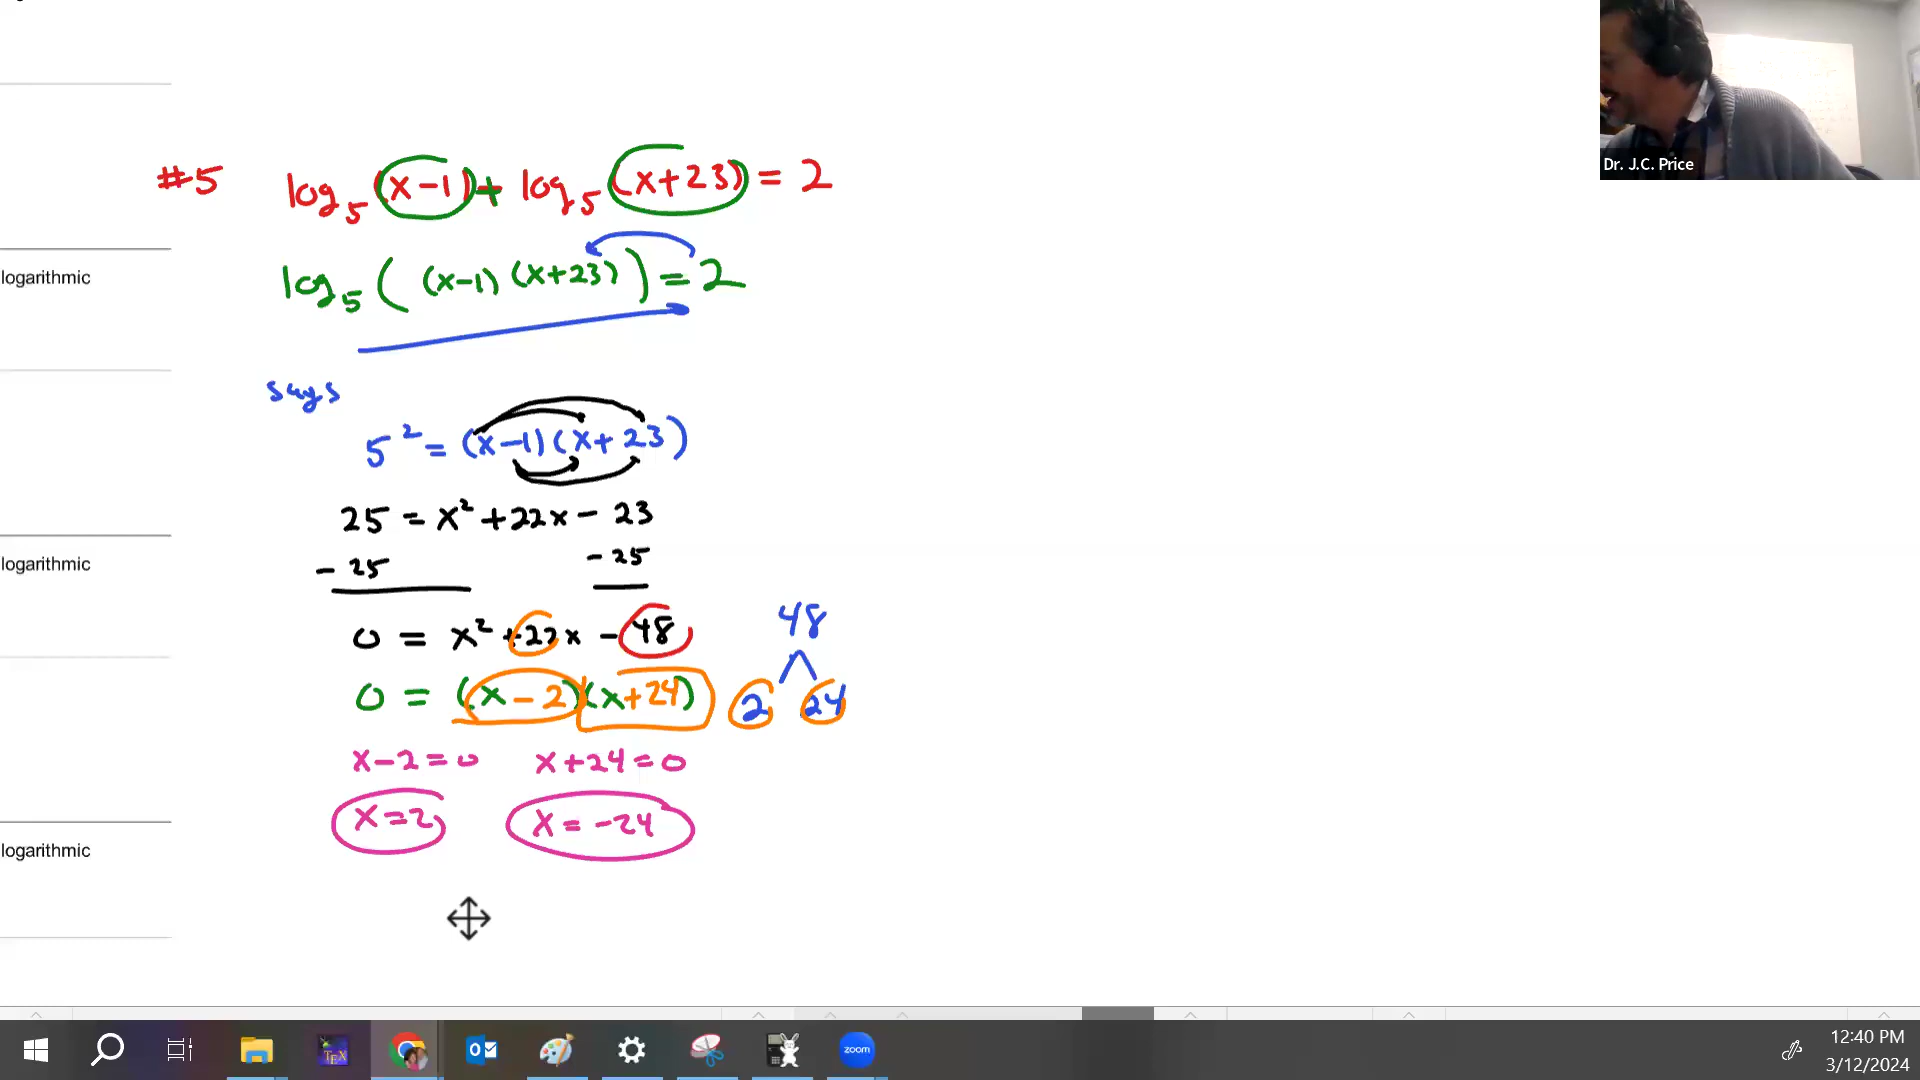 Dr. J.C. Price
#5 log₅(x-1) + log₅(x+23) = 2
log₅((x-1)(x+23)) = 2
logarithmic
says
5² = (x-1)(x+23)
25 = x² + 22x - 23
-25 -25
logarithmic
0 = x² + 22x - 48
48
0 = (x-2)(x+24)
2 24
x-2=0 x+24=0
x=2 x=-24
logarithmic
TEX
zoom
12:40 PM
3/12/2024